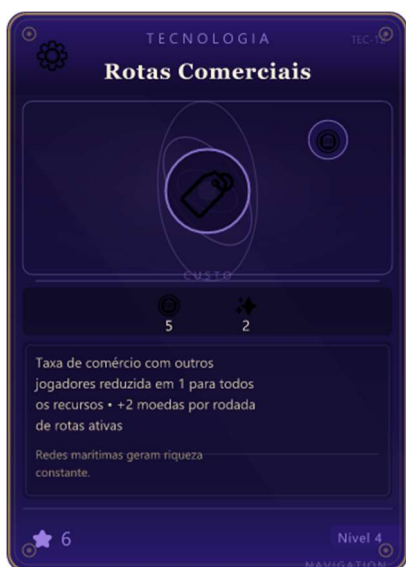 TECNOLOGIA
TEC-12
Rotas Comerciais
CUSTO
5 2
Taxa de comércio com outros
jogadores reduzida em 1 para todos
os recursos • +2 moedas por rodada
de rotas ativas
Redes marítimas geram riqueza
constante.
6
Nível 4
NAVIGATION